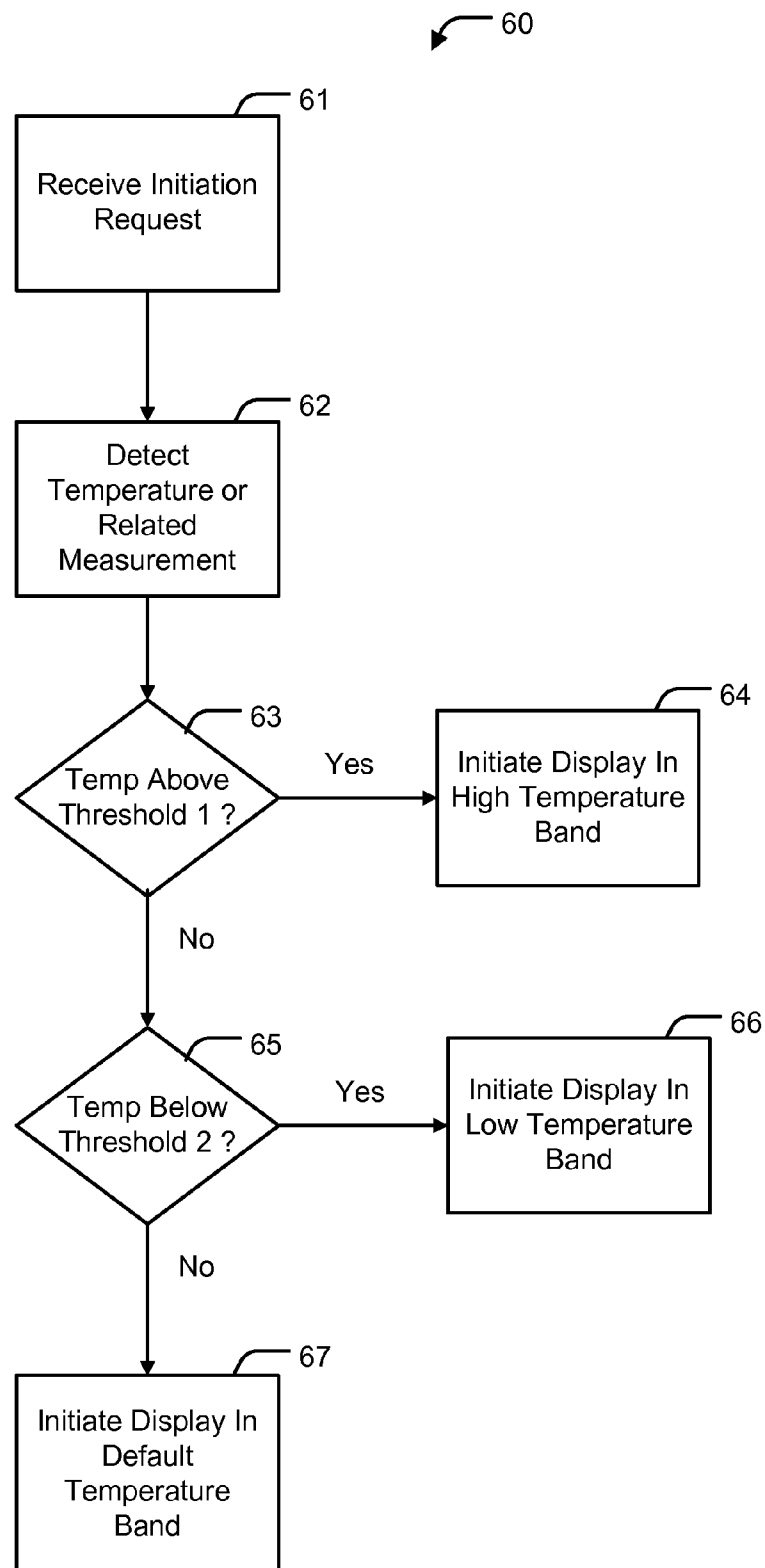 60
61
Receive Initiation
Request
62
Detect
Temperature or
Related
Measurement
63
Temp Above
Threshold 1 ?
Yes
64
Initiate Display In
High Temperature
Band
No
65
Temp Below
Threshold 2 ?
Yes
66
Initiate Display In
Low Temperature
Band
No
67
Initiate Display In
Default
Temperature
Band